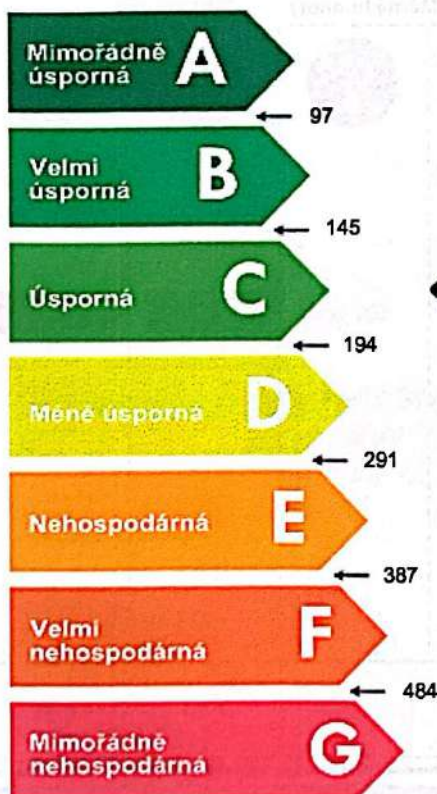 Mimořádně
úsporná A
← 97
Velmi
úsporná B
← 145
Úsporná C
← 194
Méně úsporná D
← 291
Nehospodárná E
← 387
Velmi
nehospodárná F
← 484
Mimořádně
nehospodárná G